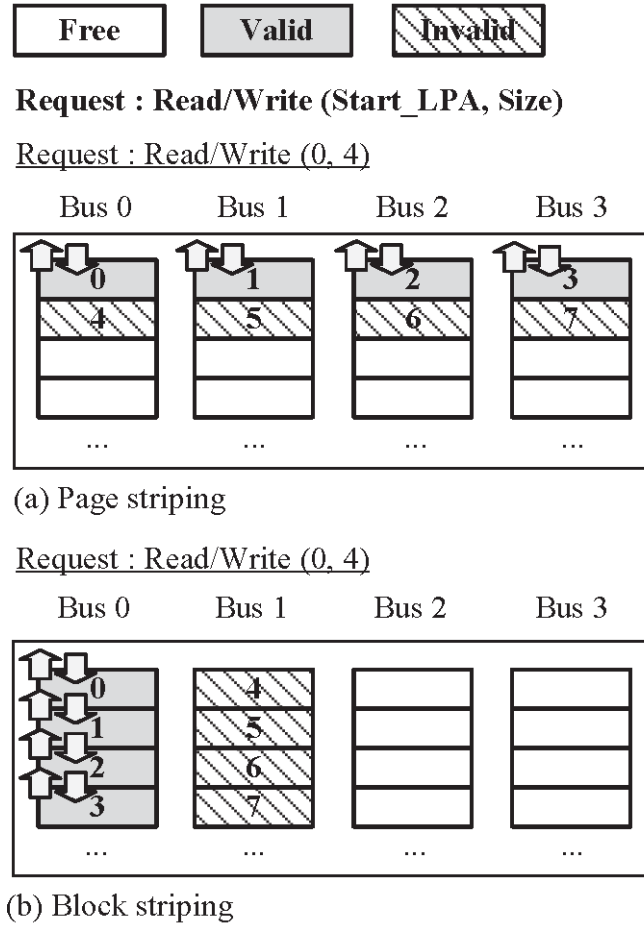 Free Valid Invalid
Request : Read/Write (Start_LPA, Size)
Request : Read/Write (0, 4)
Bus 0 Bus 1 Bus 2 Bus 3
0 1 2 3
4 5 6 7
... ... ... ...
(a) Page striping
Request : Read/Write (0, 4)
Bus 0 Bus 1 Bus 2 Bus 3
0 4
1 5
2 6
3 7
... ... ... ...
(b) Block striping